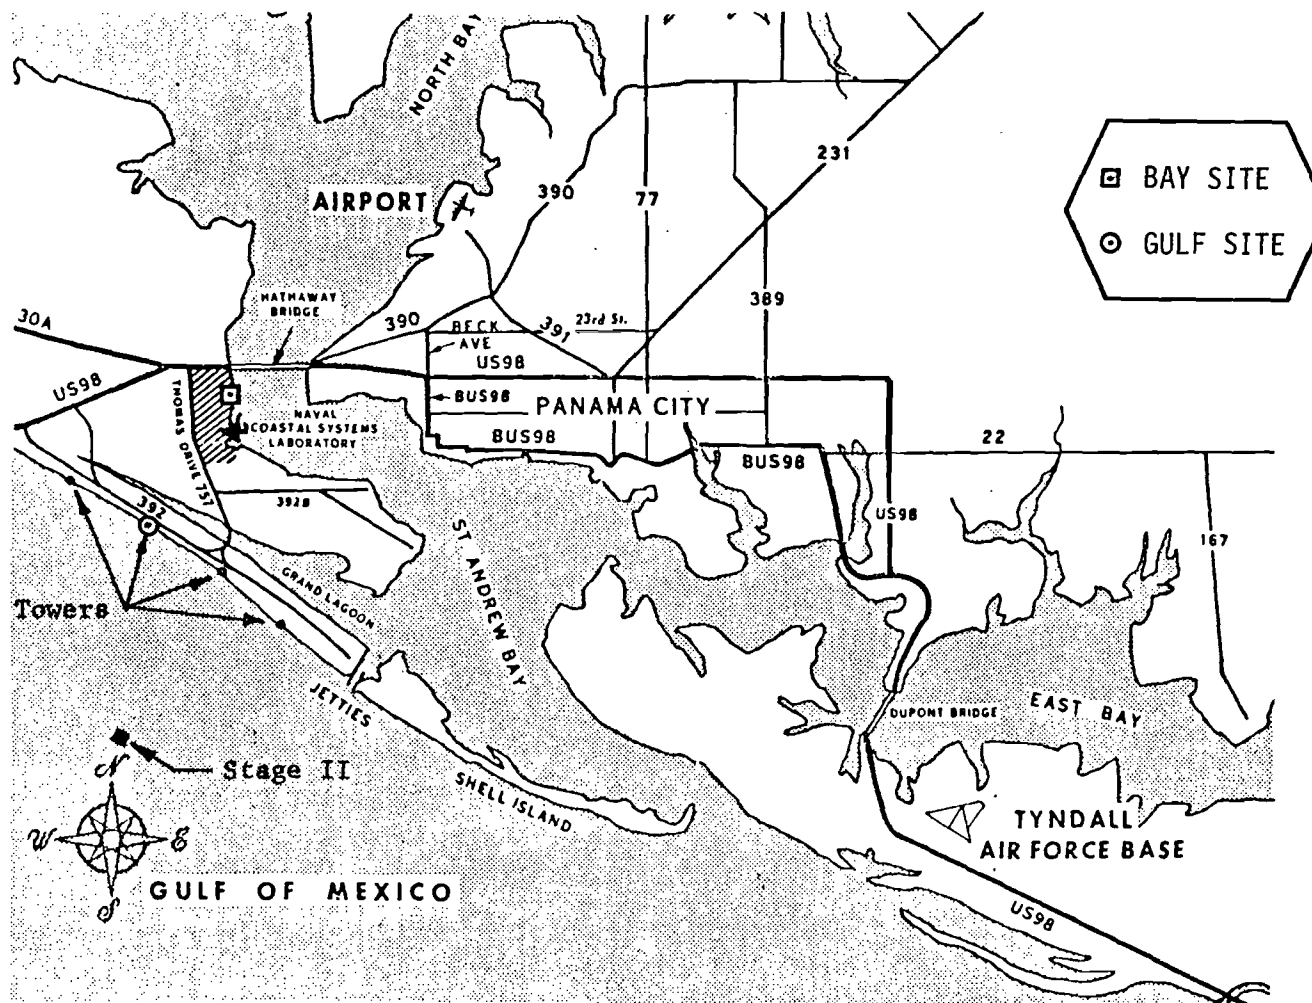 NORTH BAY
231
BAY SITE
GULF SITE
AIRPORT
390
77
HATHAWAY
BRIDGE
389
30A
390
BECK
AVE
391
23rd St.
US98
US98
THOMAS DRIVE 757
BUS98
PANAMA CITY
NAVAL
COASTAL SYSTEMS
LABORATORY
BUS98
BUS98
22
392
392B
US98
167
ST ANDREW BAY
GRAND LAGOON
Towers
JETTIES
DUPONT BRIDGE
EAST BAY
Stage II
SHELL ISLAND
N
W
E
S
TYNDALL
AIR FORCE BASE
GULF OF MEXICO
US98